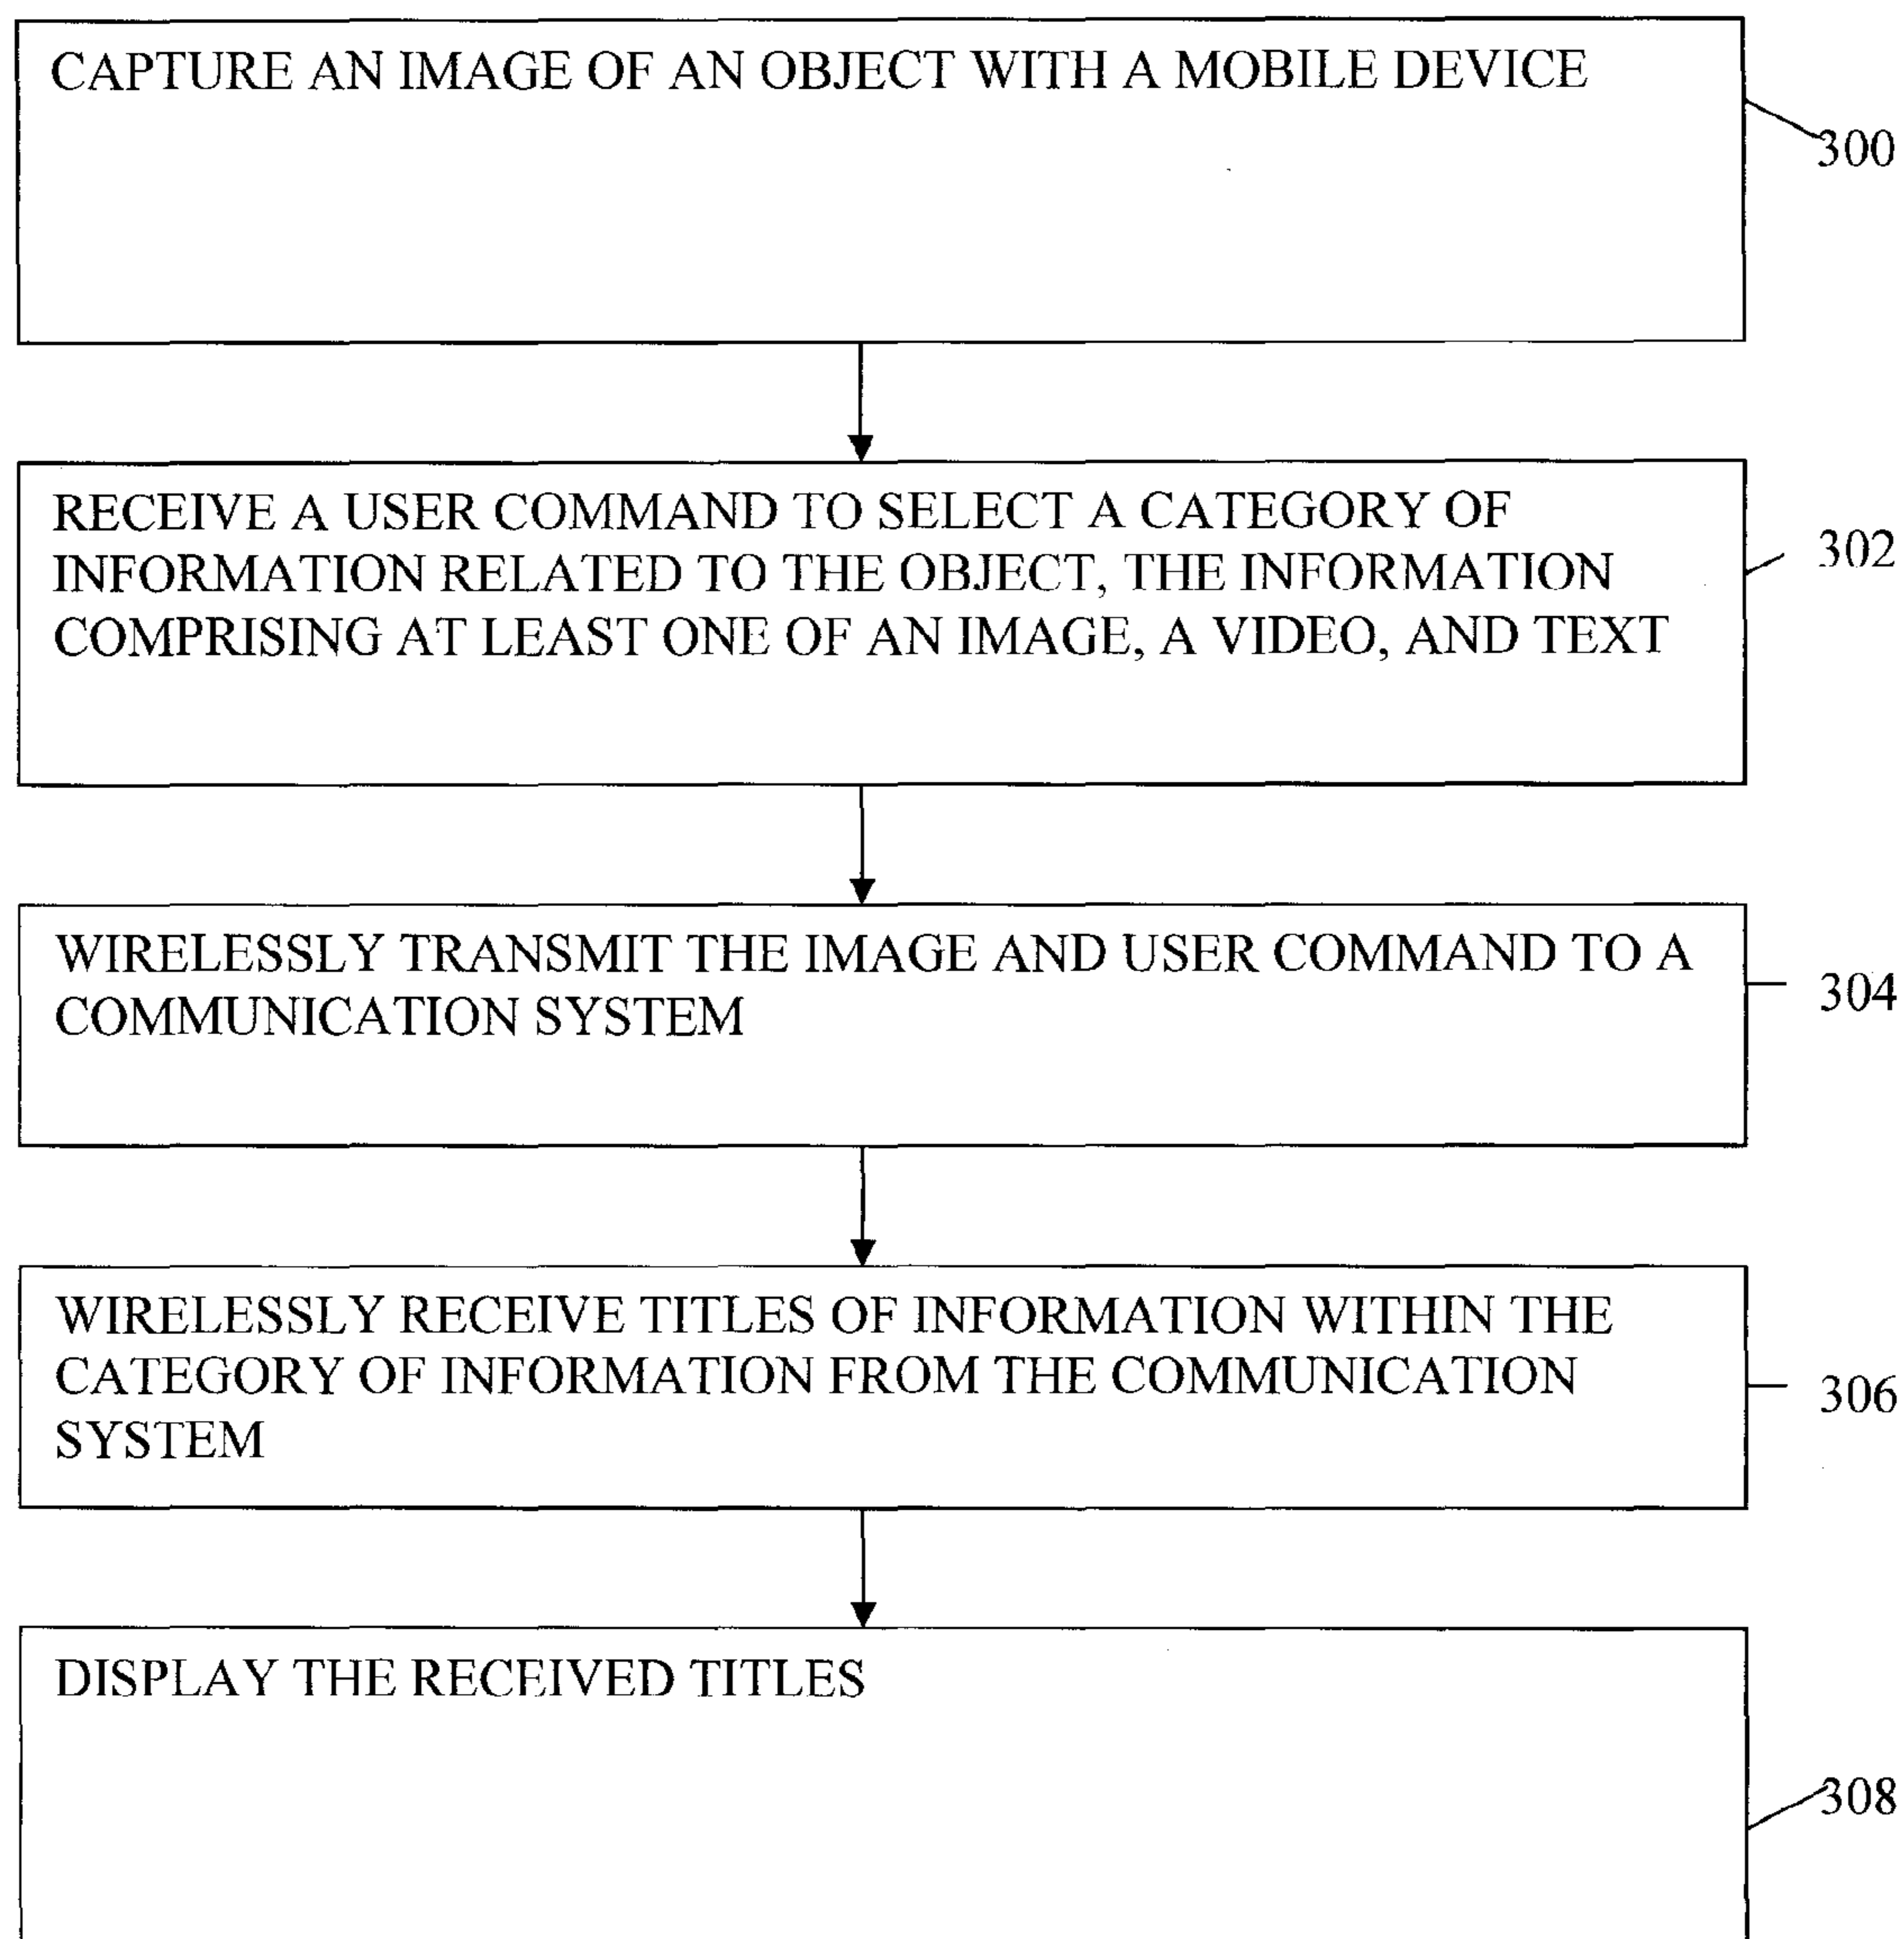 CAPTURE AN IMAGE OF AN OBJECT WITH A MOBILE DEVICE
300
RECEIVE A USER COMMAND TO SELECT A CATEGORY OF
INFORMATION RELATED TO THE OBJECT, THE INFORMATION
COMPRISING AT LEAST ONE OF AN IMAGE, A VIDEO, AND TEXT
302
WIRELESSLY TRANSMIT THE IMAGE AND USER COMMAND TO A
COMMUNICATION SYSTEM
304
WIRELESSLY RECEIVE TITLES OF INFORMATION WITHIN THE
CATEGORY OF INFORMATION FROM THE COMMUNICATION
SYSTEM
306
DISPLAY THE RECEIVED TITLES
308